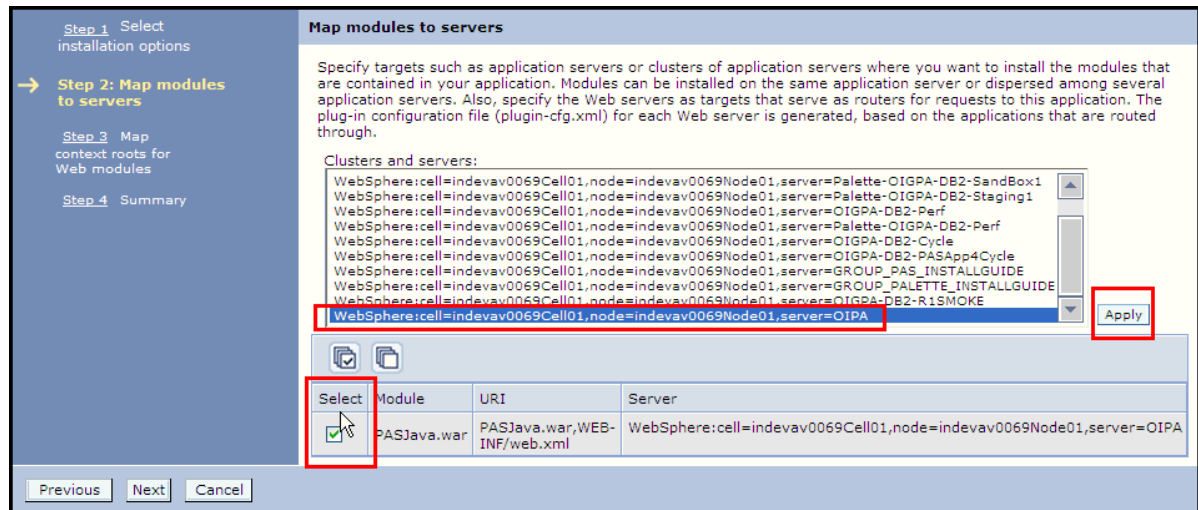 Step 1 Select
installation options
Step 2: Map modules
to servers
Step 3 Map
context roots for
Web modules
Step 4 Summary
Map modules to servers
Specify targets such as application servers or clusters of application servers where you want to install the modules that
are contained in your application. Modules can be installed on the same application server or dispersed among several
application servers. Also, specify the Web servers as targets that serve as routers for requests to this application. The
plug-in configuration file (plugin-cfg.xml) for each Web server is generated, based on the applications that are routed
through.
Clusters and servers:
WebSphere:cell=indevav0069Cell01,node=indevav0069Node01,server=Palette-OIGPA-DB2-SandBox1
WebSphere:cell=indevav0069Cell01,node=indevav0069Node01,server=Palette-OIGPA-DB2-Staging1
WebSphere:cell=indevav0069Cell01,node=indevav0069Node01,server=OIGPA-DB2-Perf
WebSphere:cell=indevav0069Cell01,node=indevav0069Node01,server=Palette-OIGPA-DB2-Perf
WebSphere:cell=indevav0069Cell01,node=indevav0069Node01,server=OIGPA-DB2-Cycle
WebSphere:cell=indevav0069Cell01,node=indevav0069Node01,server=OIGPA-DB2-PASApp4Cycle
WebSphere:cell=indevav0069Cell01,node=indevav0069Node01,server=GROUP_PAS_INSTALLGUIDE
WebSphere:cell=indevav0069Cell01,node=indevav0069Node01,server=GROUP_PALETTE_INSTALLGUIDE
WebSphere:cell=indevav0069Cell01,node=indevav0069Node01,server=OIGPA-DB2-R1SMOKE
WebSphere:cell=indevav0069Cell01,node=indevav0069Node01,server=OIPA
Apply
Select Module URI Server
PASJava.war PASJava.war,WEB- WebSphere:cell=indevav0069Cell01,node=indevav0069Node01,server=OIPA
INF/web.xml
Previous Next Cancel